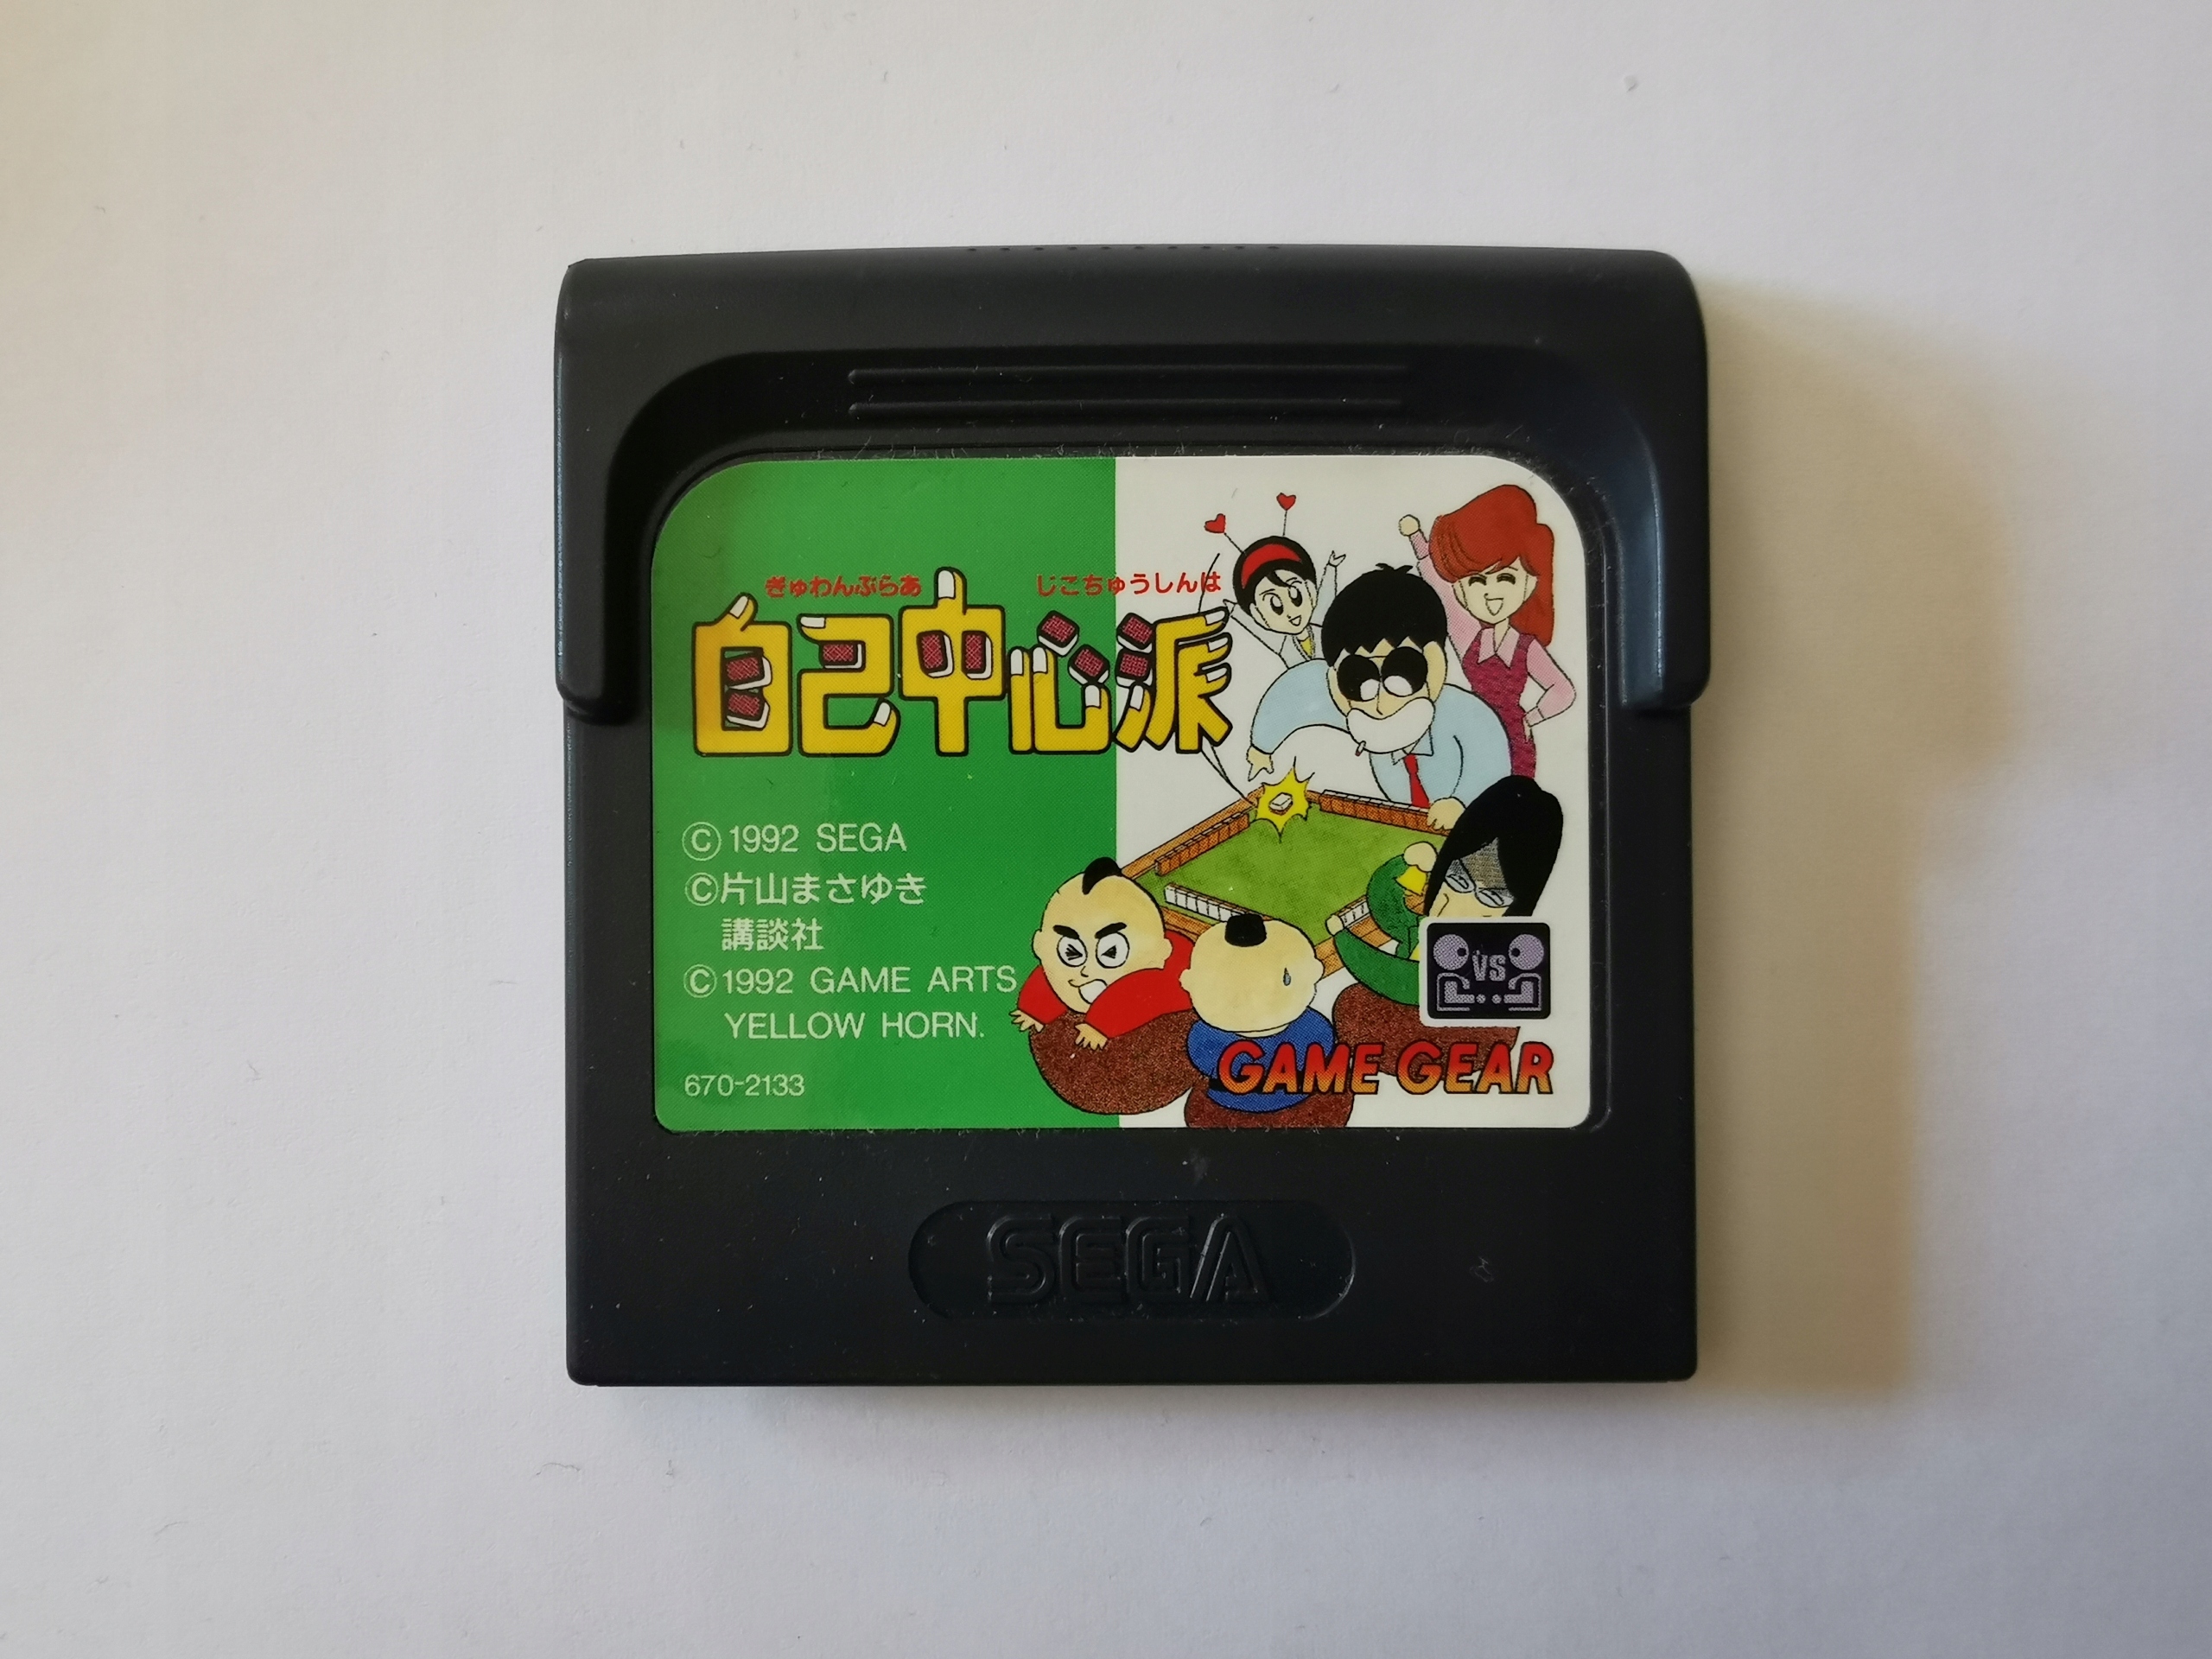 ぎゅわんぶらあ じこちゅうしんは
自己中心派
© 1992 SEGA
©片山まさゆき
講談社
©1992 GAME ARTS
YELLOW HORN.
670-2133
VS
GAME GEAR
SEGA